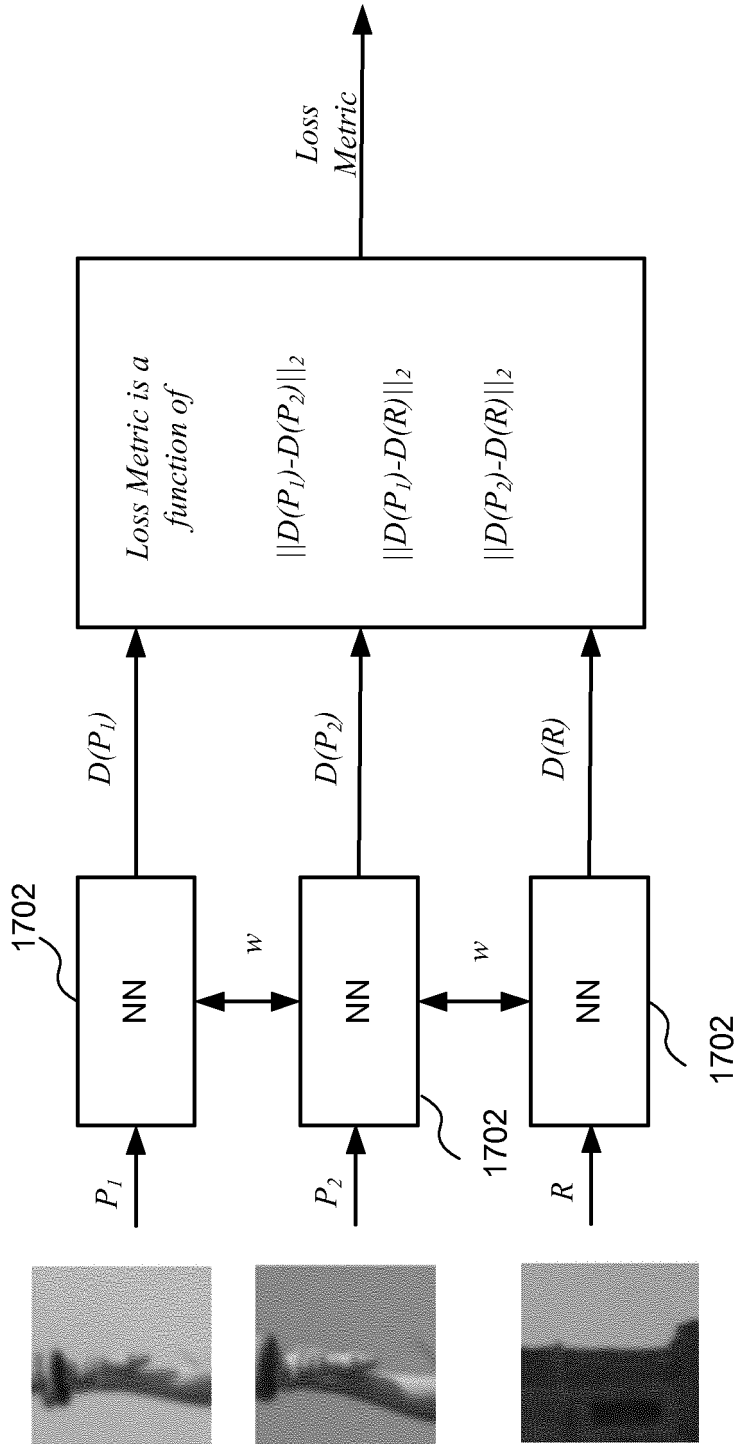 P1
1702
NN
D(P1)
w
P2
NN
1702
D(P2)
w
R
NN
1702
D(R)
Loss Metric is a
function of
||D(P1)-D(P2)||2
||D(P1)-D(R)||2
||D(P2)-D(R)||2
Loss
Metric